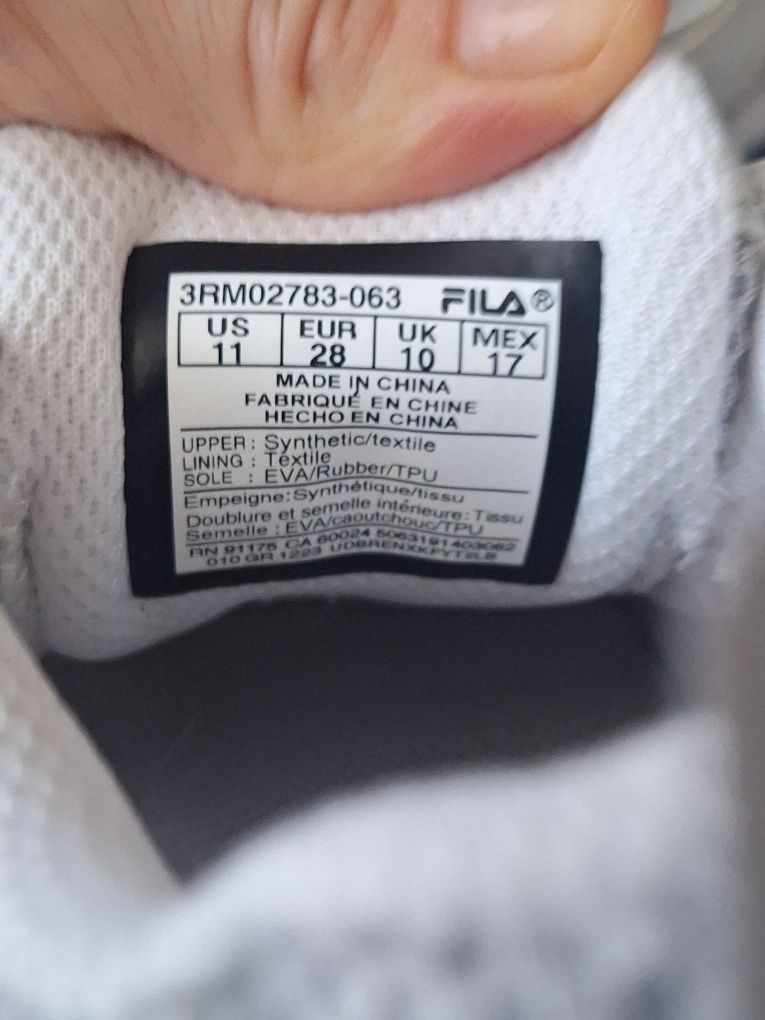 3RM02783-063 FILA®
US EUR UK MEX
11 28 10 17
MADE IN CHINA
FABRIQUÉ EN CHINE
HECHO EN CHINA
UPPER : Synthetic/textile
LINING : Textile
SOLE : EVA/Rubber/TPU
Empeigne: Synthétique/tissu
Doublure et semelle intérieure: Tissu
Semelle : EVA/caoutchouc/TPU
RN 91175 CA 60024 5063191403062
010 GR 1223